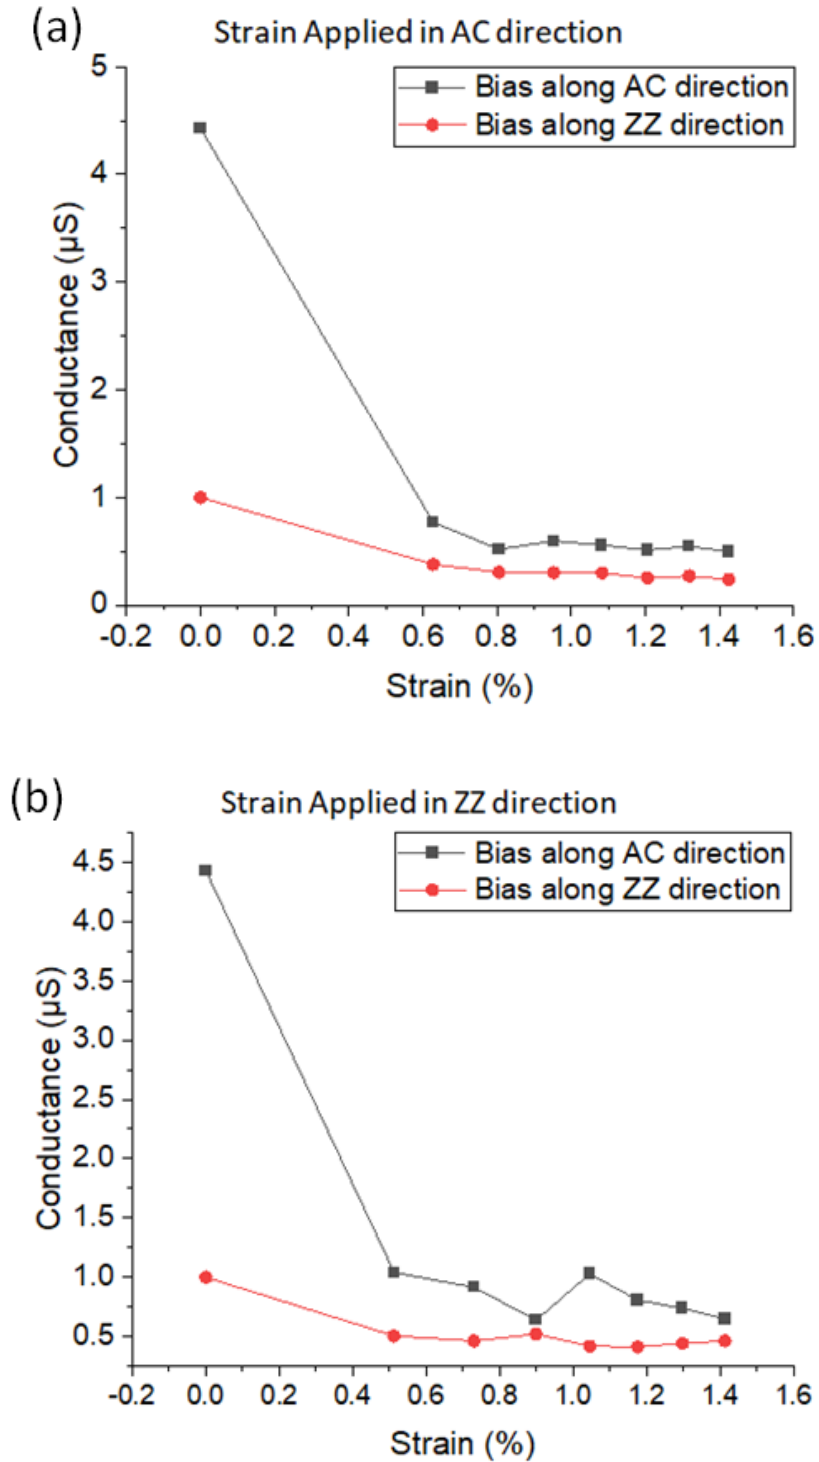 (a)
Strain Applied in AC direction
Bias along AC direction
Bias along ZZ direction
Conductance (µS)
5
4
3
2
1
0
-0.2 0.0 0.2 0.4 0.6 0.8 1.0 1.2 1.4 1.6
Strain (%)
(b)
Strain Applied in ZZ direction
Bias along AC direction
Bias along ZZ direction
Conductance (µS)
4.5
4.0
3.5
3.0
2.5
2.0
1.5
1.0
0.5
-0.2 0.0 0.2 0.4 0.6 0.8 1.0 1.2 1.4 1.6
Strain (%)